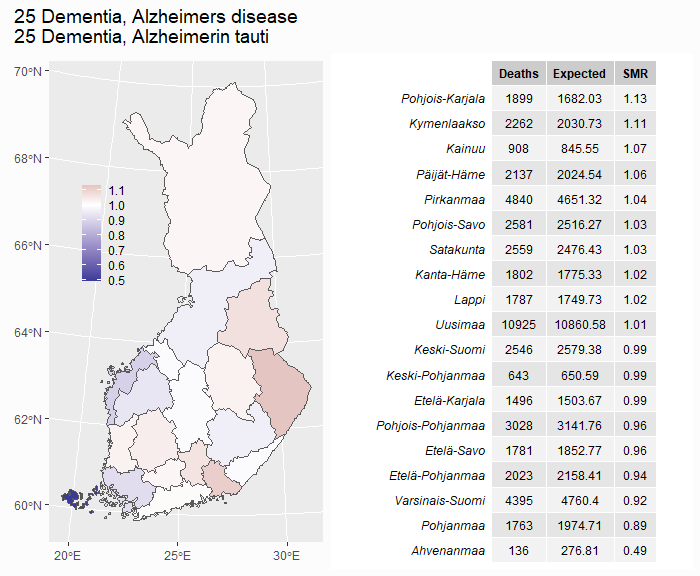 25 Dementia, Alzheimers disease
25 Dementia, Alzheimerin tauti
70°N
68°N
66°N
64°N
62°N
60°N
20°E
25°E
30°E
1.1
1.0
0.9
0.8
0.7
0.6
0.5
Deaths Expected SMR
Pohjois-Karjala 1899 1682.03 1.13
Kymenlaakso 2262 2030.73 1.11
Kainuu 908 845.55 1.07
Päijät-Häme 2137 2024.54 1.06
Pirkanmaa 4840 4651.32 1.04
Pohjois-Savo 2581 2516.27 1.03
Satakunta 2559 2476.43 1.03
Kanta-Häme 1802 1775.33 1.02
Lappi 1787 1749.73 1.02
Uusimaa 10925 10860.58 1.01
Keski-Suomi 2546 2579.38 0.99
Keski-Pohjanmaa 643 650.59 0.99
Etelä-Karjala 1496 1503.67 0.99
Pohjois-Pohjanmaa 3028 3141.76 0.96
Etelä-Savo 1781 1852.77 0.96
Etelä-Pohjanmaa 2023 2158.41 0.94
Varsinais-Suomi 4395 4760.4 0.92
Pohjanmaa 1763 1974.71 0.89
Ahvenanmaa 136 276.81 0.49